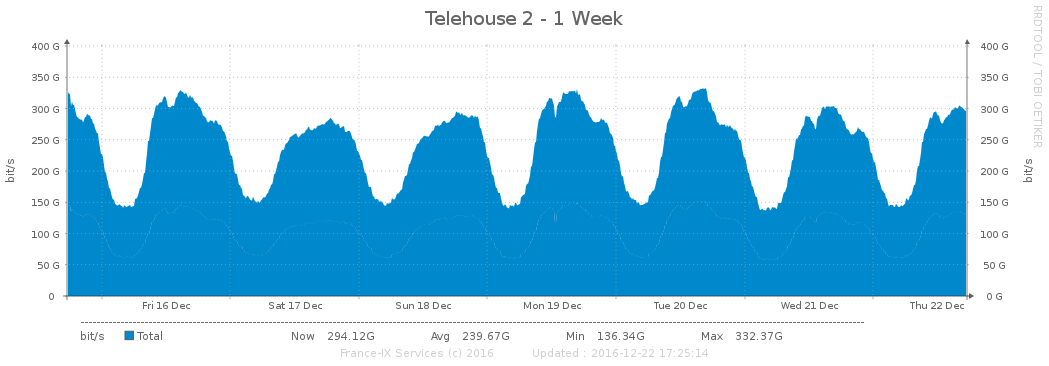 Telehouse 2 - 1 Week
RRDTOOL / TOBI OETIKER
400 G 400 G
350 G 350 G
300 G 300 G
250 G 250 G
200 G 200 G
150 G 150 G
100 G 100 G
50 G 50 G
0 0 G
bit/s
bit/s
Fri 16 Dec Sat 17 Dec Sun 18 Dec Mon 19 Dec Tue 20 Dec Wed 21 Dec Thu 22 Dec
bit/s Total Now 294.12G Avg 239.67G Min 136.34G Max 332.37G
France-IX Services (c) 2016 Updated : 2016-12-22 17:25:14